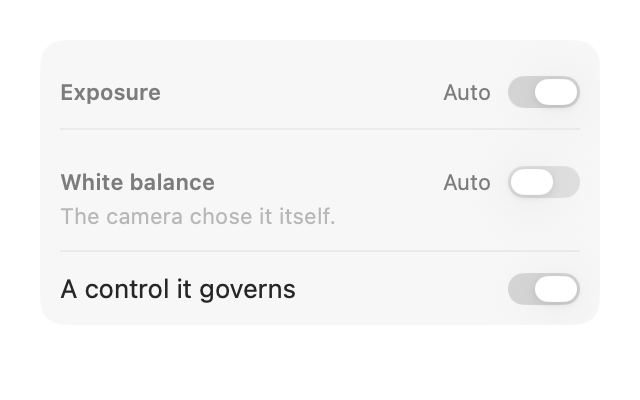 Exposure Auto
White balance Auto
The camera chose it itself.
A control it governs